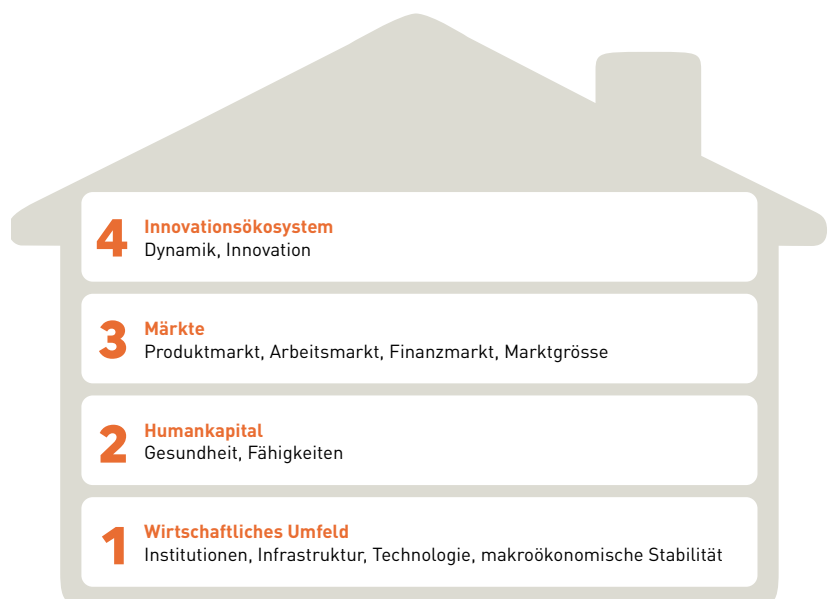 4 Innovationsökosystem
Dynamik, Innovation
3 Märkte
Produktmarkt, Arbeitsmarkt, Finanzmarkt, Marktgrösse
2 Humankapital
Gesundheit, Fähigkeiten
1 Wirtschaftliches Umfeld
Institutionen, Infrastruktur, Technologie, makroökonomische Stabilität